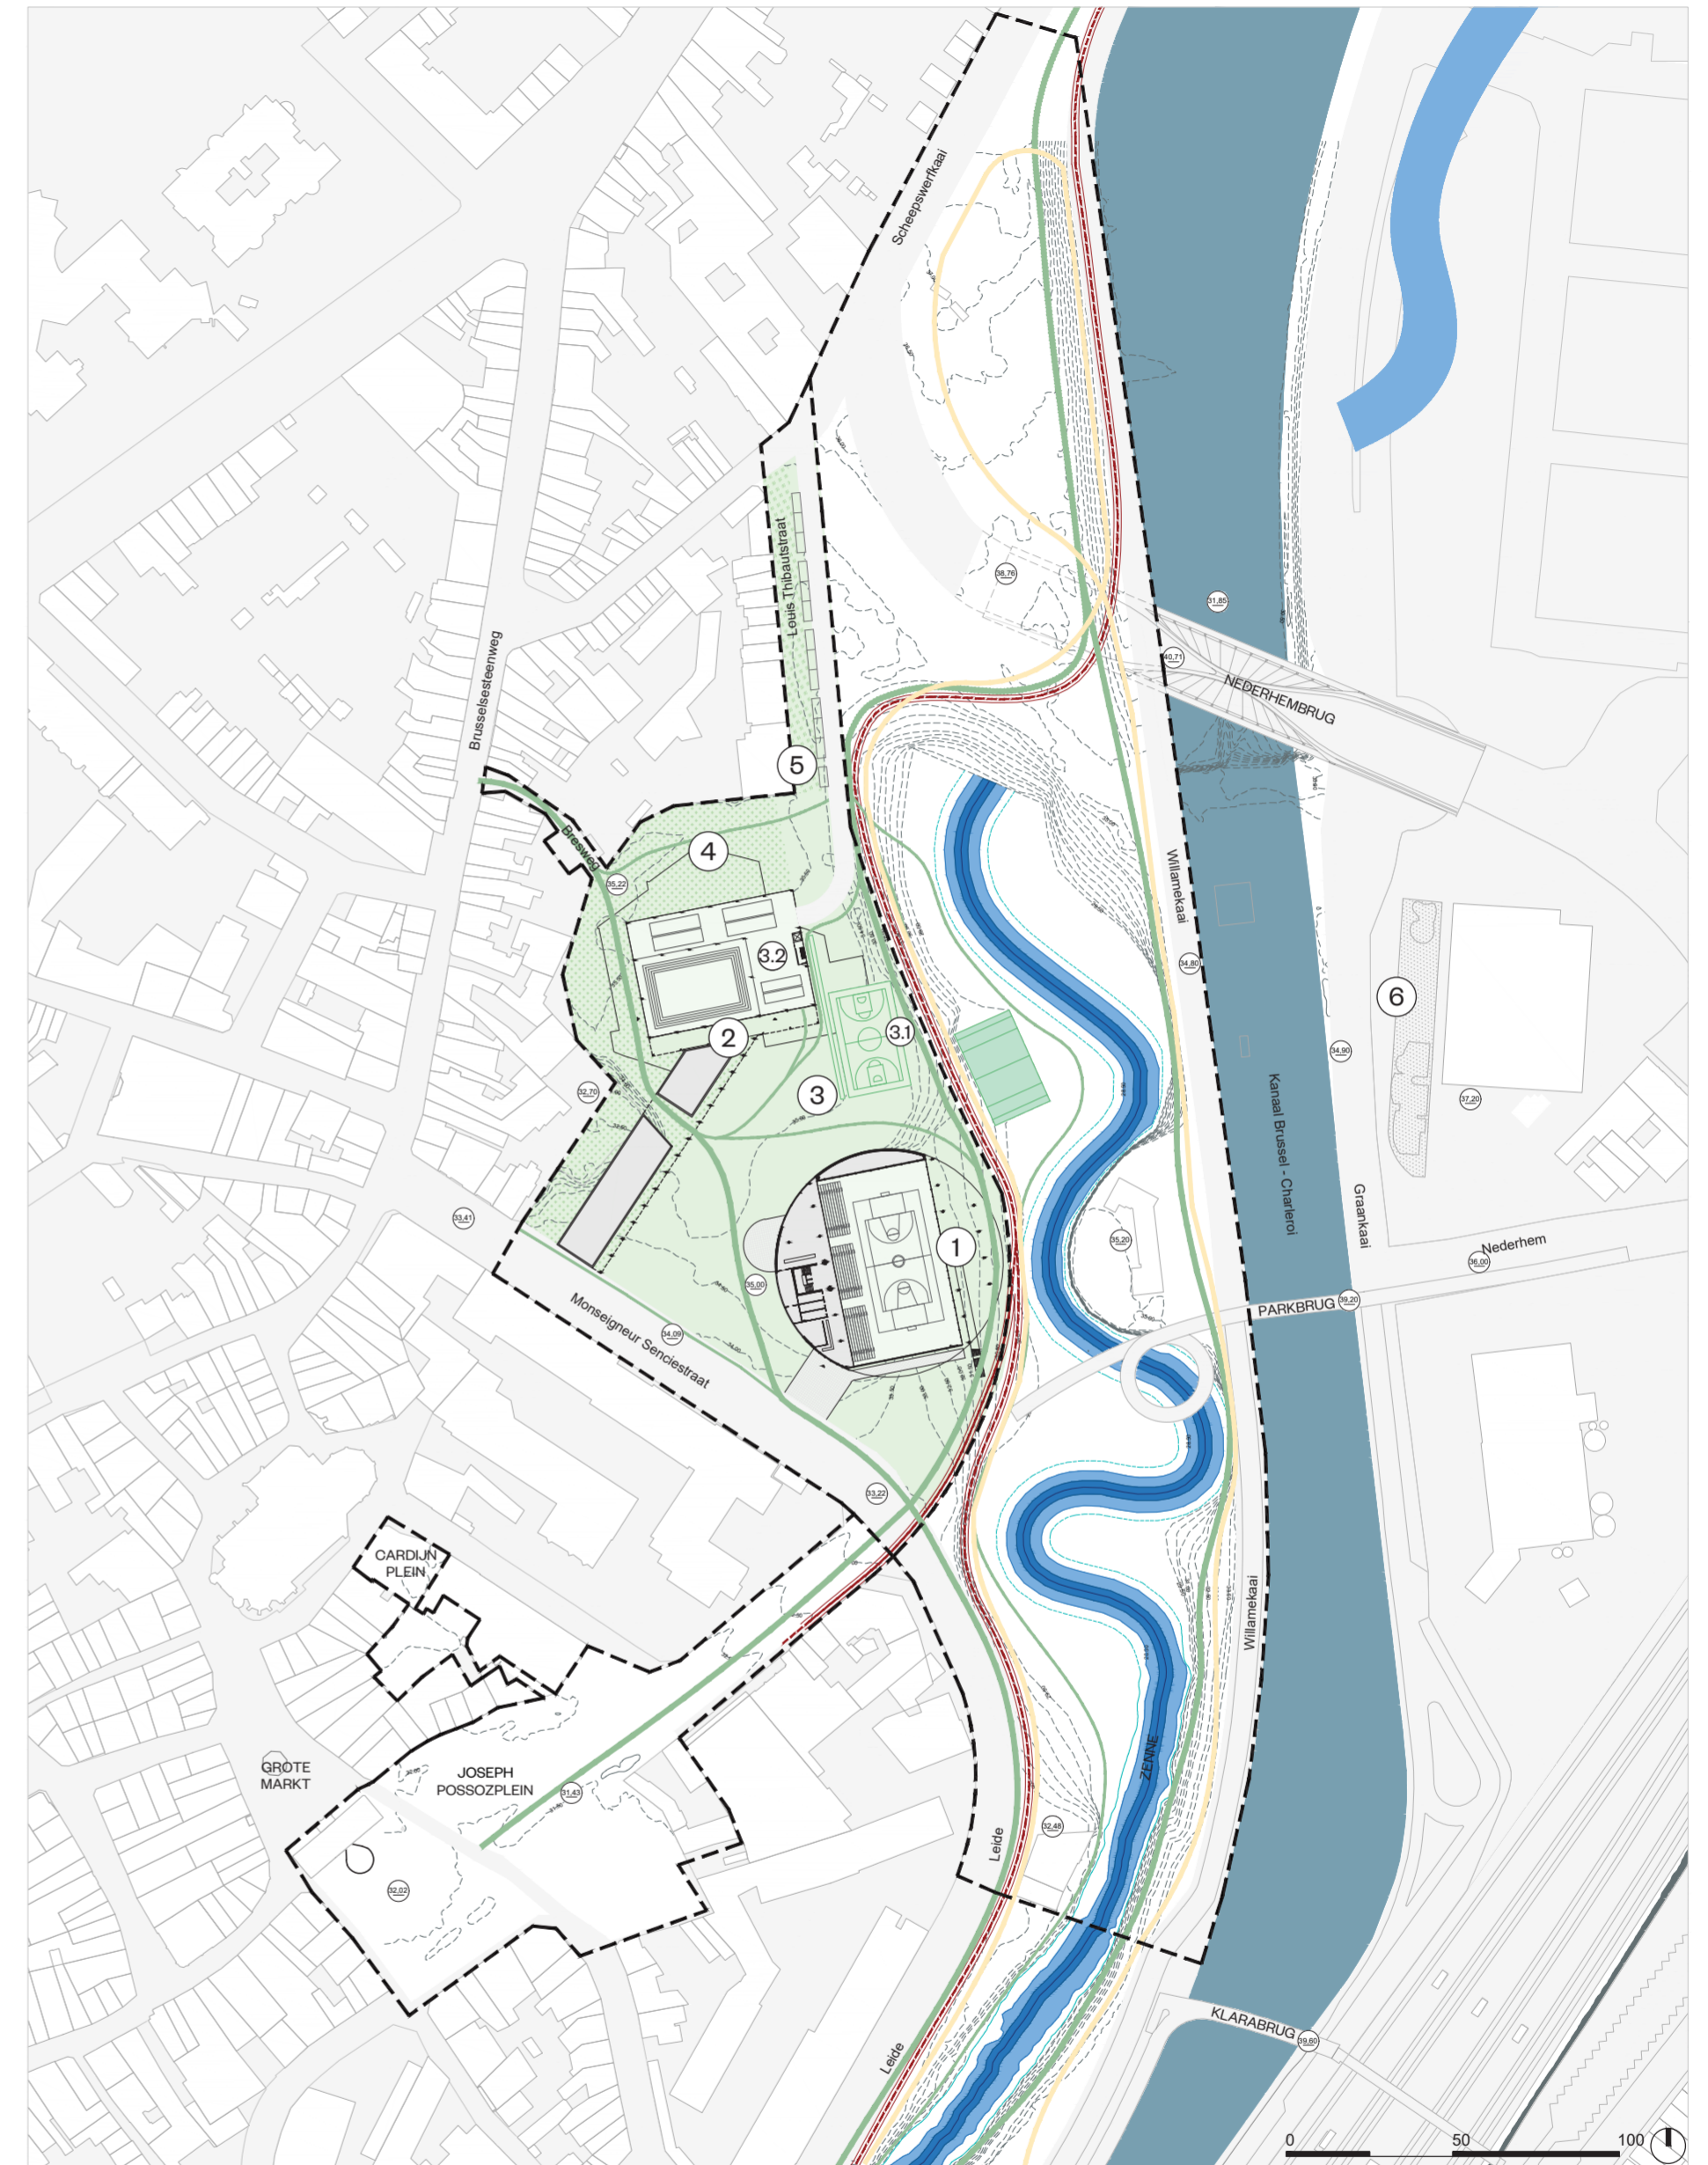 Scheepswerfkaai
Louis Thibautstraat
38,76
31,85
40,71
NEDERHEMBRUG
Brusselsesteenweg
5
Bresweg
4
35,22
Willamekaai
3.2
34,80
6
2
3.1
34,90
32,70
3
37,20
Kanaal Brussel - Charleroi
Graankaai
33,41
1
35,20
Nederhem
36,00
35,00
PARKBRUG
39,20
Monseigneur Senciestraat
34,09
33,22
CARDIJN
PLEIN
Willamekaai
ZENNE
GROTE
MARKT
JOSEPH
POSSOZPLEIN
31,43
32,48
Leide
32,02
KLARABRUG
39,60
Leide
0 50 100